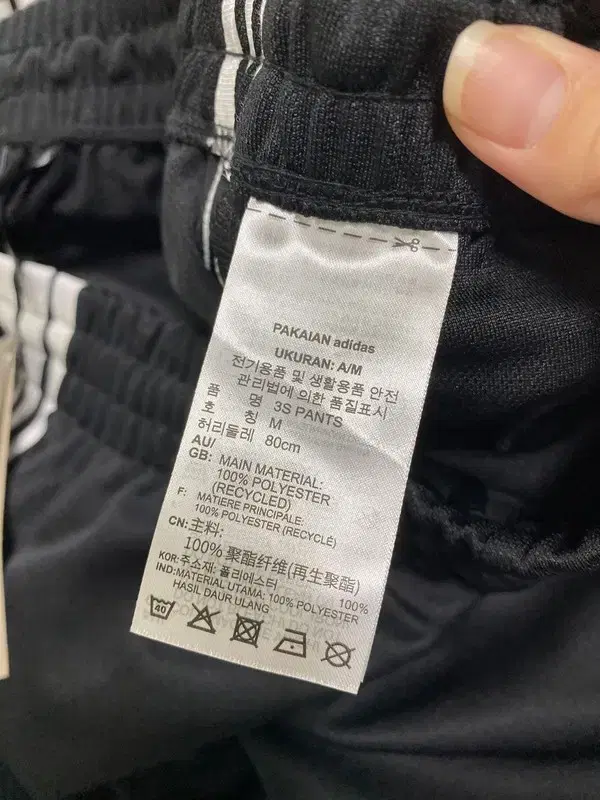 PAKAIAN adidas
UKURAN: A/M
전기용품 및 생활용품 안전
관리법에 의한 품질표시
품 명 3S PANTS
호 칭 M
허리둘레 80cm
AU/
GB: MAIN MATERIAL:
100% POLYESTER
(RECYCLED)
F: MATIERE PRINCIPALE:
100% POLYESTER (RECYCLÉ)
CN: 主料:
100% 聚酯纤维(再生聚酯)
KOR: 주소재: 폴리에스터 100%
IND: MATERIAL UTAMA: 100% POLYESTER
HASIL DAUR ULANG
40